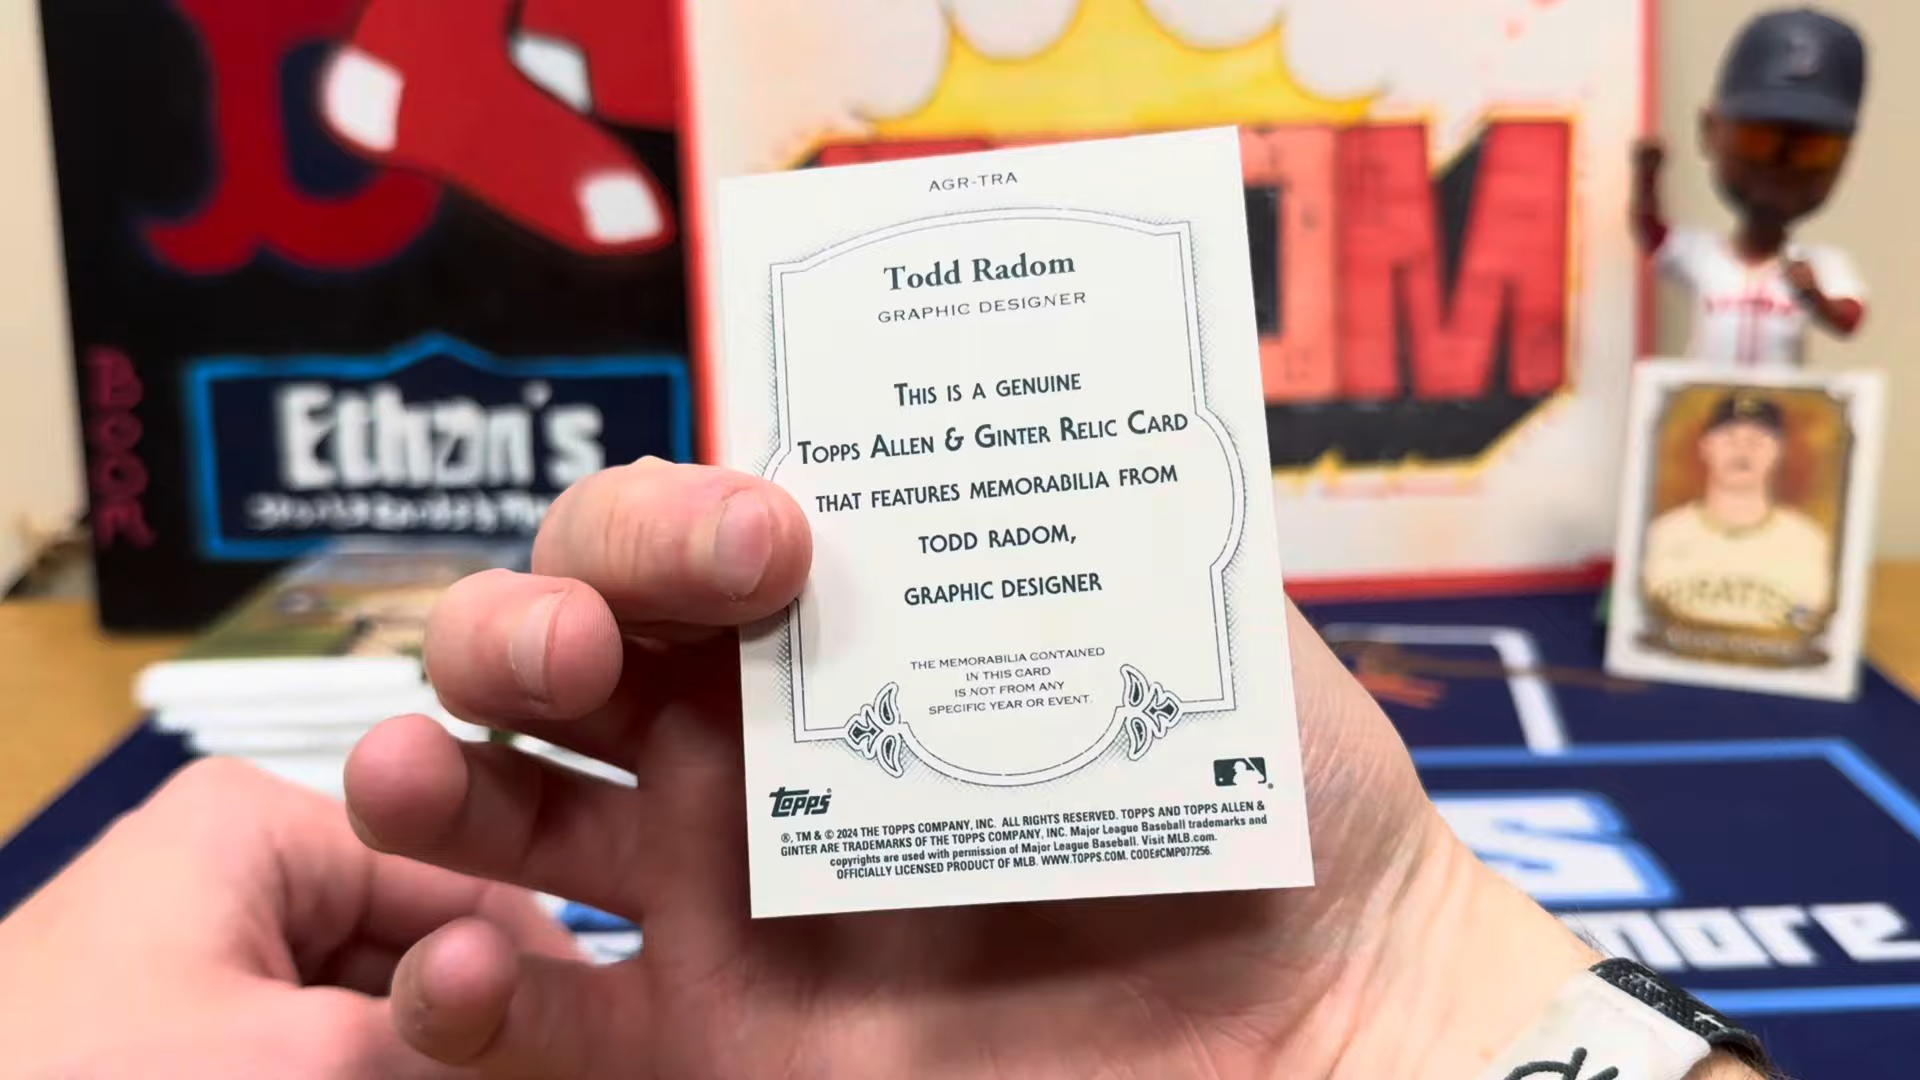 AGR-TRA
Todd Radom
GRAPHIC DESIGNER
THIS IS A GENUINE
TOPPS ALLEN & GINTER RELIC CARD
THAT FEATURES MEMORABILIA FROM
TODD RADOM,
GRAPHIC DESIGNER
THE MEMORABILIA CONTAINED
IN THIS CARD
IS NOT FROM ANY
SPECIFIC YEAR OR EVENT.
topps
®, TM & © 2024 THE TOPPS COMPANY, INC. ALL RIGHTS RESERVED. TOPPS AND TOPPS ALLEN &
GINTER ARE TRADEMARKS OF THE TOPPS COMPANY, INC. Major League Baseball trademarks and
copyrights are used with permission of Major League Baseball. Visit MLB.com.
OFFICIALLY LICENSED PRODUCT OF MLB. WWW.TOPPS.COM. CODE#CMP077256.
Ethan's
BOOM
PIRATES
more